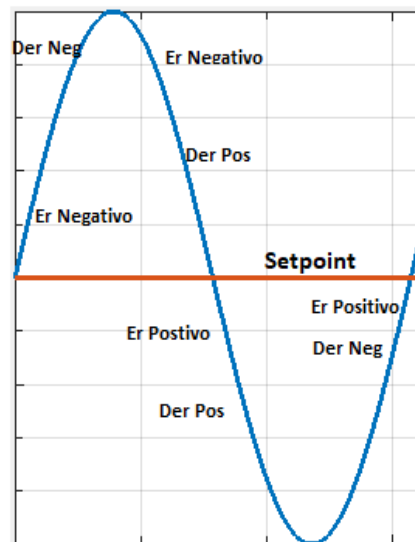 Der Neg
Er Negativo
Der Pos
Er Negativo
Setpoint
Er Positivo
Er Postivo
Der Neg
Der Pos